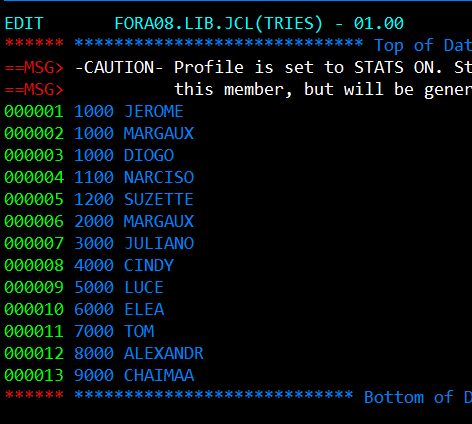 EDIT       FORA08.LIB.JCL(TRIES) - 01.00
****** ***************************** Top of Dat
==MSG> -CAUTION- Profile is set to STATS ON. St
==MSG>           this member, but will be gener
000001 1000 JEROME
000002 1000 MARGAUX
000003 1000 DIOGO
000004 1100 NARCISO
000005 1200 SUZETTE
000006 2000 MARGAUX
000007 3000 JULIANO
000008 4000 CINDY
000009 5000 LUCE
000010 6000 ELEA
000011 7000 TOM
000012 8000 ALEXANDR
000013 9000 CHAIMAA
****** **************************** Bottom of D